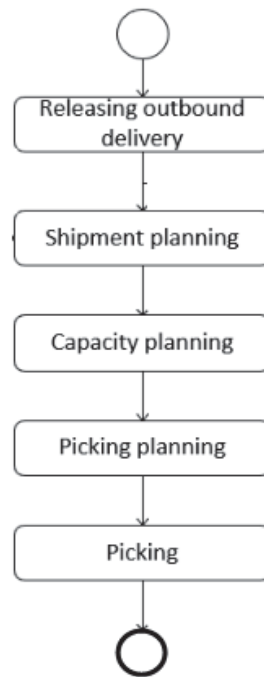 Releasing outbound
delivery
Shipment planning
Capacity planning
Picking planning
Picking